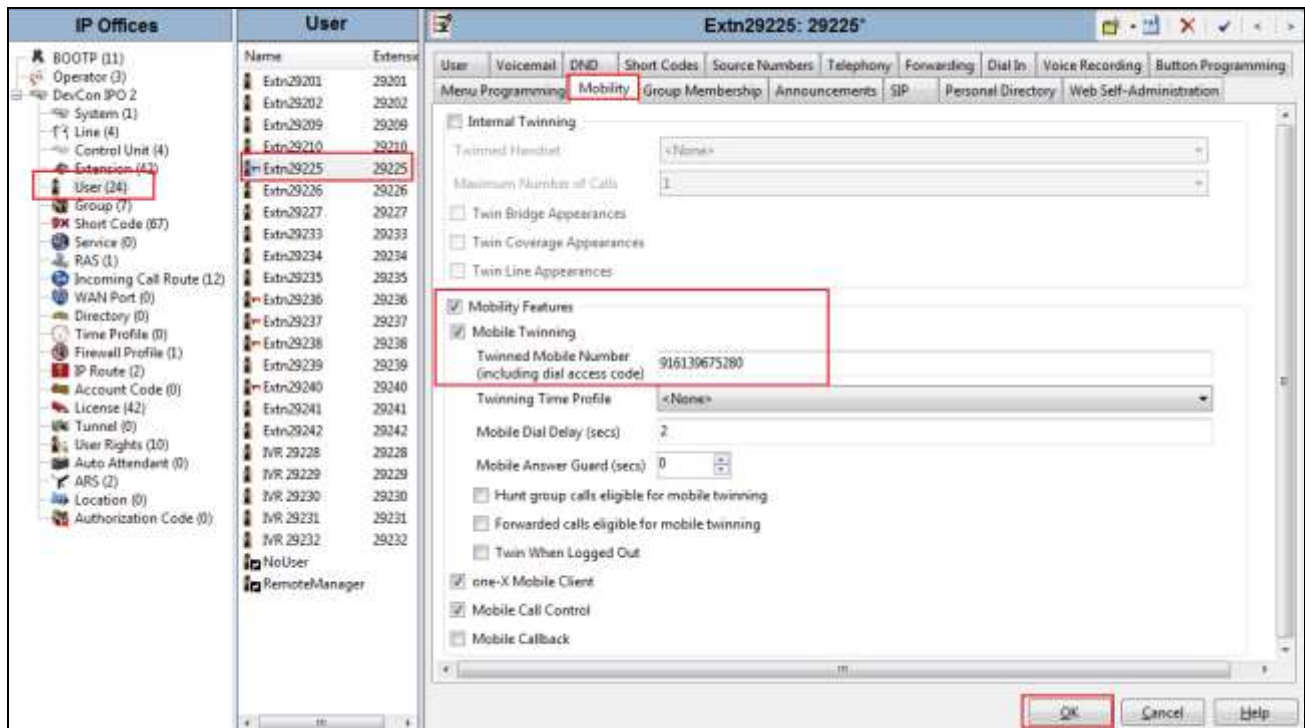 IP Offices
BOOTP (11)
Operator (3)
DevCon IPO 2
System (1)
Line (4)
Control Unit (4)
Extension (42)
User (24)
Group (7)
Short Code (67)
Service (0)
RAS (1)
Incoming Call Route (12)
WAN Port (0)
Directory (0)
Time Profile (0)
Firewall Profile (1)
IP Route (2)
Account Code (0)
License (42)
Tunnel (0)
User Rights (10)
Auto Attendant (0)
ARS (2)
Location (0)
Authorization Code (0)
User
Name Extensi
Extn29201 29201
Extn29202 29202
Extn29209 29209
Extn29210 29210
Extn29225 29225
Extn29226 29226
Extn29227 29227
Extn29233 29233
Extn29234 29234
Extn29235 29235
Extn29236 29236
Extn29237 29237
Extn29238 29238
Extn29239 29239
Extn29240 29240
Extn29241 29241
Extn29242 29242
IVR 29228 29228
IVR 29229 29229
IVR 29230 29230
IVR 29231 29231
IVR 29232 29232
NoUser
RemoteManager
Extn29225: 29225*
User Voicemail DND Short Codes Source Numbers Telephony Forwarding Dial In Voice Recording Button Programming
Menu Programming Mobility Group Membership Announcements SIP Personal Directory Web Self-Administration
Internal Twinning
Twinned Handset <None>
Maximum Number of Calls 1
Twin Bridge Appearances
Twin Coverage Appearances
Twin Line Appearances
Mobility Features
Mobile Twinning
Twinned Mobile Number
(including dial access code) 916139675280
Twinning Time Profile <None>
Mobile Dial Delay (secs) 2
Mobile Answer Guard (secs) 0
Hunt group calls eligible for mobile twinning
Forwarded calls eligible for mobile twinning
Twin When Logged Out
one-X Mobile Client
Mobile Call Control
Mobile Callback
OK Cancel Help